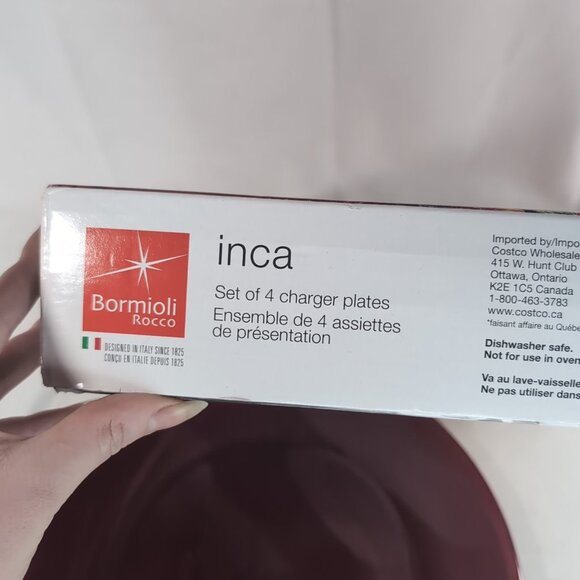 Bormioli
Rocco
DESIGNED IN ITALY SINCE 1825
CONÇU EN ITALIE DEPUIS 1825
inca
Set of 4 charger plates
Ensemble de 4 assiettes
de présentation
Imported by/Impo
Costco Wholesale
415 W. Hunt Club
Ottawa, Ontario
K2E 1C5 Canada
1-800-463-3783
www.costco.ca
*faisant affaire au Québe
Dishwasher safe.
Not for use in oven
Va au lave-vaisselle
Ne pas utiliser dans